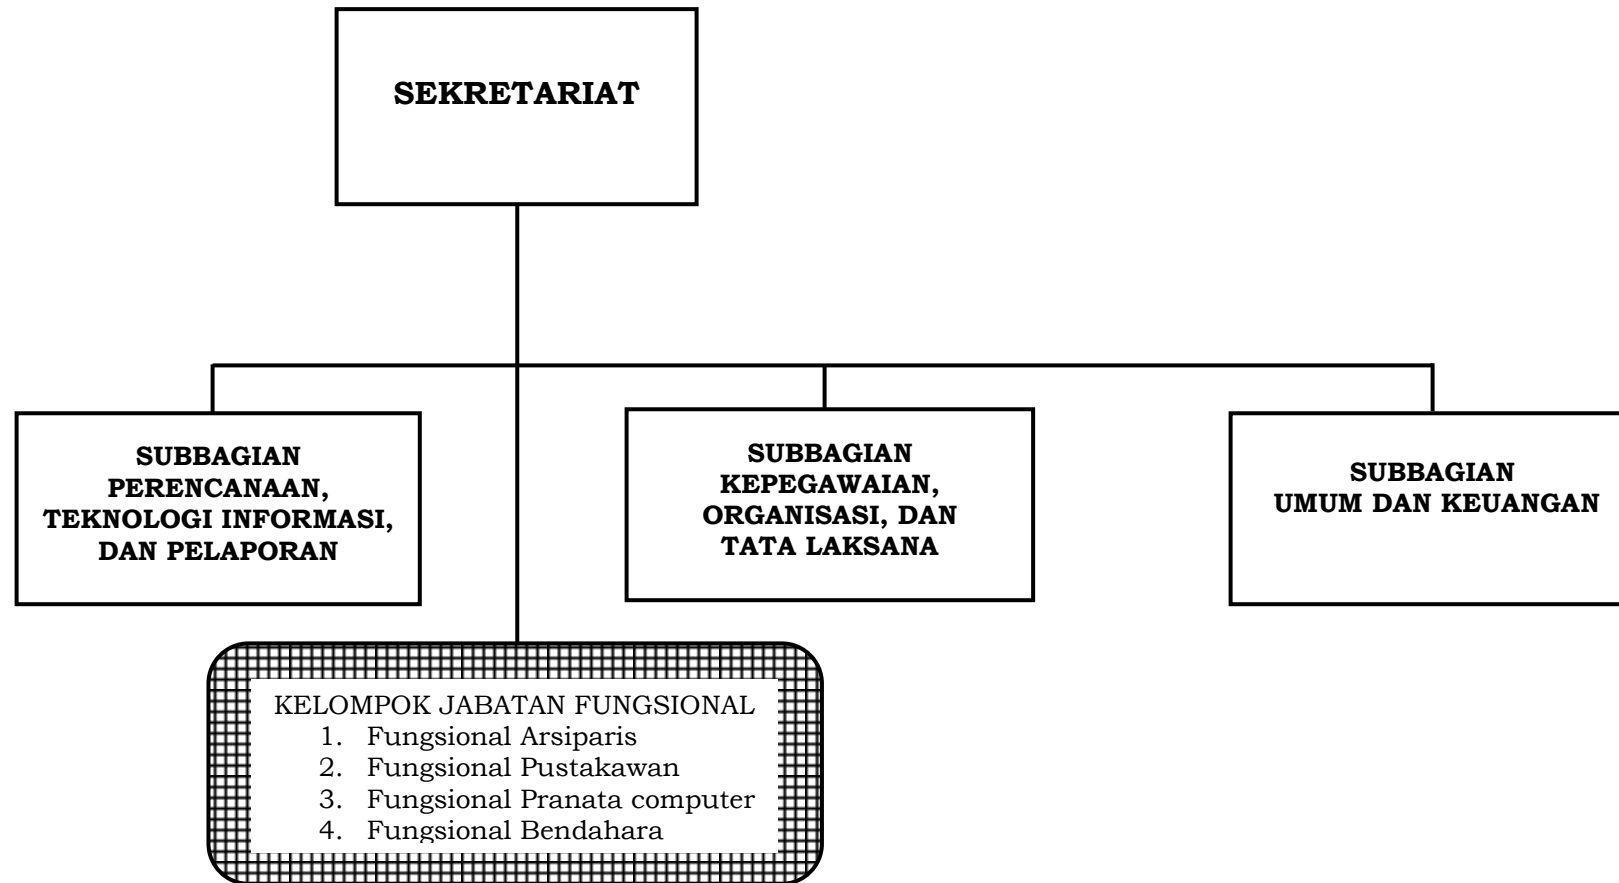 SEKRETARIAT
SUBBAGIAN
PERENCANAAN,
TEKNOLOGI INFORMASI,
DAN PELAPORAN
SUBBAGIAN
KEPEGAWAIAN,
ORGANISASI, DAN
TATA LAKSANA
SUBBAGIAN
UMUM DAN KEUANGAN
KELOMPOK JABATAN FUNGSIONAL
1. Fungsional Arsiparis
2. Fungsional Pustakawan
3. Fungsional Pranata computer
4. Fungsional Bendahara